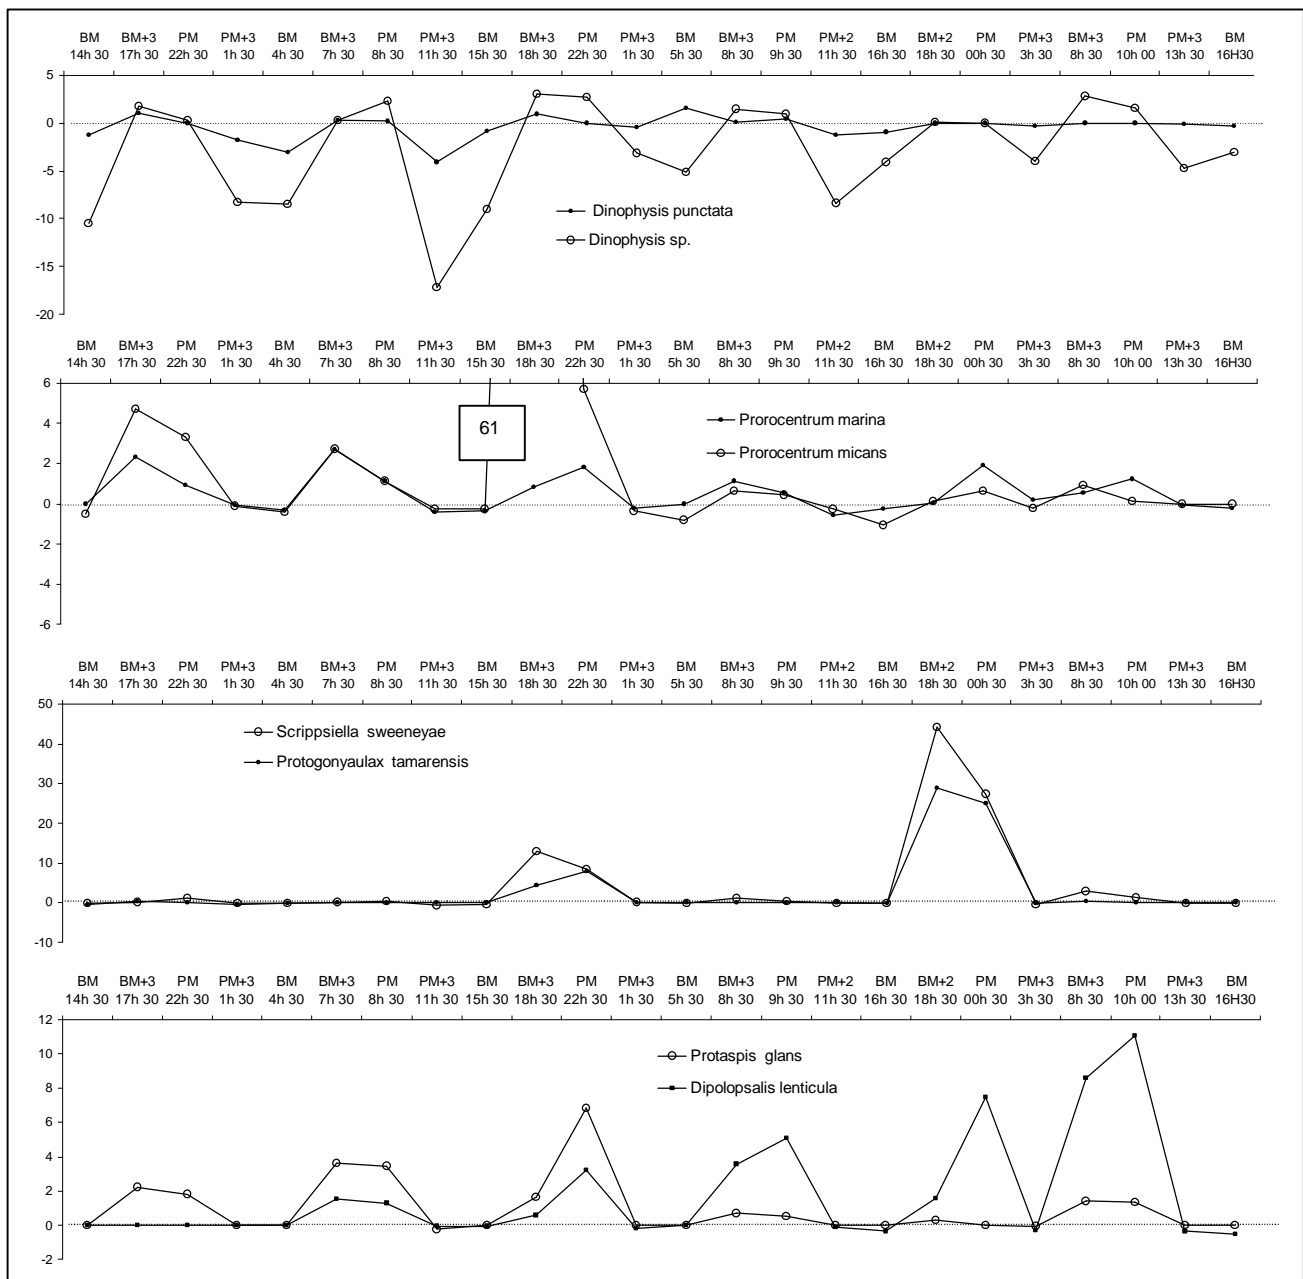 BM BM+3 PM PM+3 BM BM+3 PM PM+3 BM BM+3 PM PM+3 BM BM+3 PM PM+2 BM BM+2 PM PM+3 BM+3 PM PM+3 BM
14h 30 17h 30 22h 30 1h 30 4h 30 7h 30 8h 30 11h 30 15h 30 18h 30 22h 30 1h 30 5h 30 8h 30 9h 30 11h 30 16h 30 18h 30 00h 30 3h 30 8h 30 10h 00 13h 30 16H30
5
0
-5
-10
-15
-20
Dinophysis punctata
Dinophysis sp.
BM BM+3 PM PM+3 BM BM+3 PM PM+3 BM BM+3 PM PM+3 BM BM+3 PM PM+2 BM BM+2 PM PM+3 BM+3 PM PM+3 BM
14h 30 17h 30 22h 30 1h 30 4h 30 7h 30 8h 30 11h 30 15h 30 18h 30 22h 30 1h 30 5h 30 8h 30 9h 30 11h 30 16h 30 18h 30 00h 30 3h 30 8h 30 10h 00 13h 30 16H30
6
4
2
0
-2
-4
-6
61
Prorocentrum marina
Prorocentrum micans
BM BM+3 PM PM+3 BM BM+3 PM PM+3 BM BM+3 PM PM+3 BM BM+3 PM PM+2 BM BM+2 PM PM+3 BM+3 PM PM+3 BM
14h 30 17h 30 22h 30 1h 30 4h 30 7h 30 8h 30 11h 30 15h 30 18h 30 22h 30 1h 30 5h 30 8h 30 9h 30 11h 30 16h 30 18h 30 00h 30 3h 30 8h 30 10h 00 13h 30 16H30
50
40
30
20
10
0
-10
Scrippsiella sweeneyae
Protogonyaulax tamarensis
BM BM+3 PM PM+3 BM BM+3 PM PM+3 BM BM+3 PM PM+3 BM BM+3 PM PM+2 BM BM+2 PM PM+3 BM+3 PM PM+3 BM
14h 30 17h 30 22h 30 1h 30 4h 30 7h 30 8h 30 11h 30 15h 30 18h 30 22h 30 1h 30 5h 30 8h 30 9h 30 11h 30 16h 30 18h 30 00h 30 3h 30 8h 30 10h 00 13h 30 16H30
12
10
8
6
4
2
0
-2
Protaspis glans
Dipolopsalis lenticula